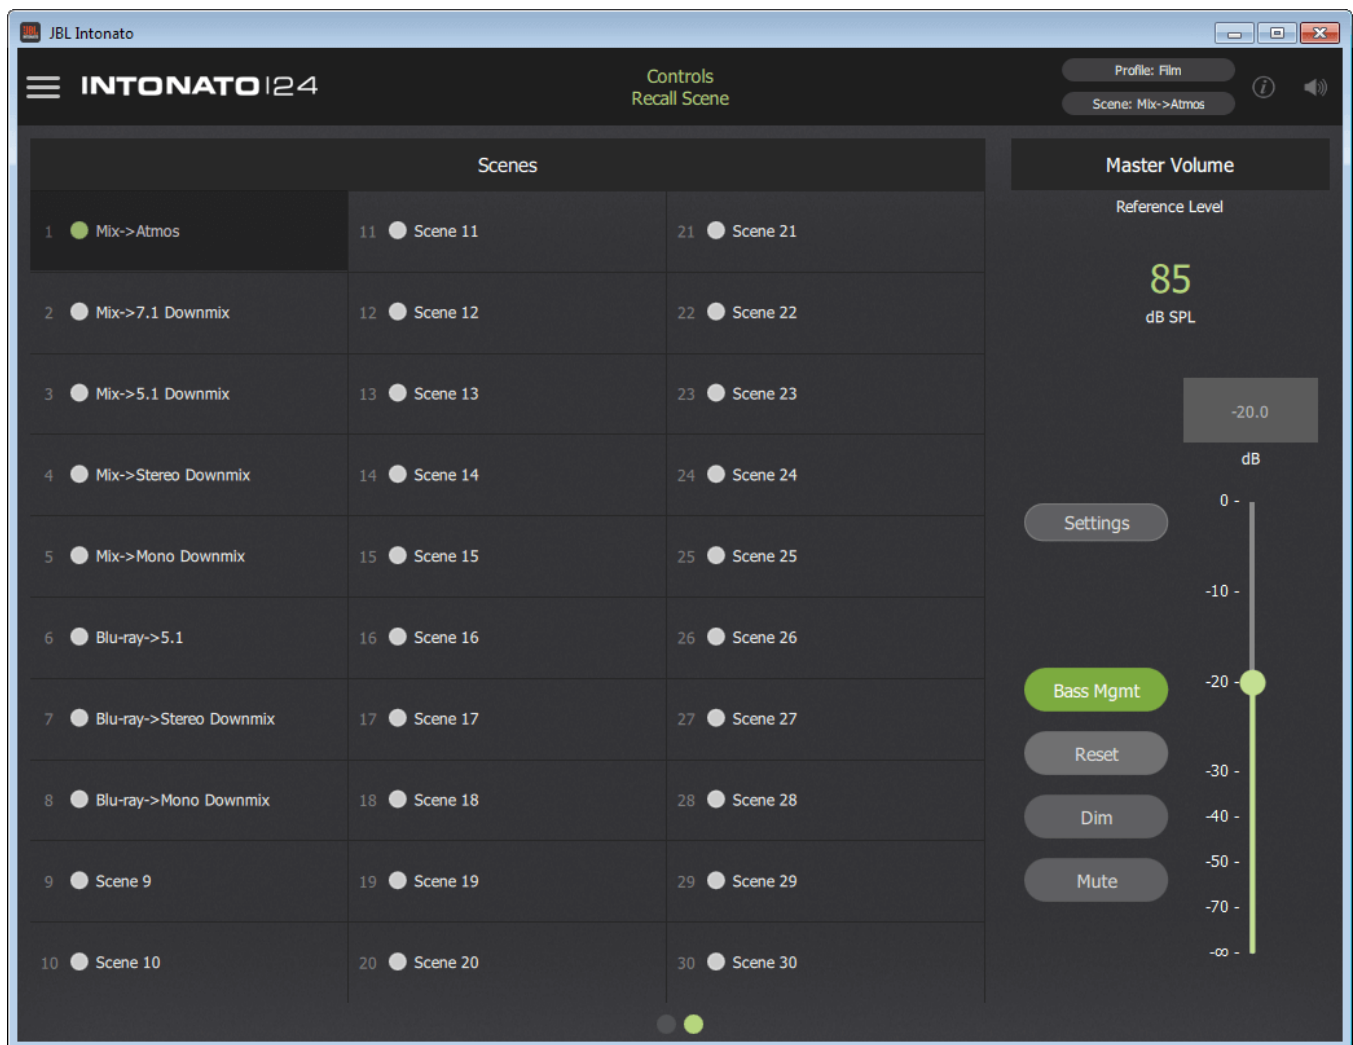 JBL Intonato
INTONATO|24
Controls
Recall Scene
Profile: Film
Scene: Mix->Atmos
Scenes
1 Mix->Atmos
2 Mix->7.1 Downmix
3 Mix->5.1 Downmix
4 Mix->Stereo Downmix
5 Mix->Mono Downmix
6 Blu-ray->5.1
7 Blu-ray->Stereo Downmix
8 Blu-ray->Mono Downmix
9 Scene 9
10 Scene 10
11 Scene 11
12 Scene 12
13 Scene 13
14 Scene 14
15 Scene 15
16 Scene 16
17 Scene 17
18 Scene 18
19 Scene 19
20 Scene 20
21 Scene 21
22 Scene 22
23 Scene 23
24 Scene 24
25 Scene 25
26 Scene 26
27 Scene 27
28 Scene 28
29 Scene 29
30 Scene 30
Master Volume
Reference Level
85
dB SPL
-20.0
dB
Settings
Bass Mgmt
Reset
Dim
Mute
0 -
-10 -
-20 -
-30 -
-40 -
-50 -
-70 -
-∞ -